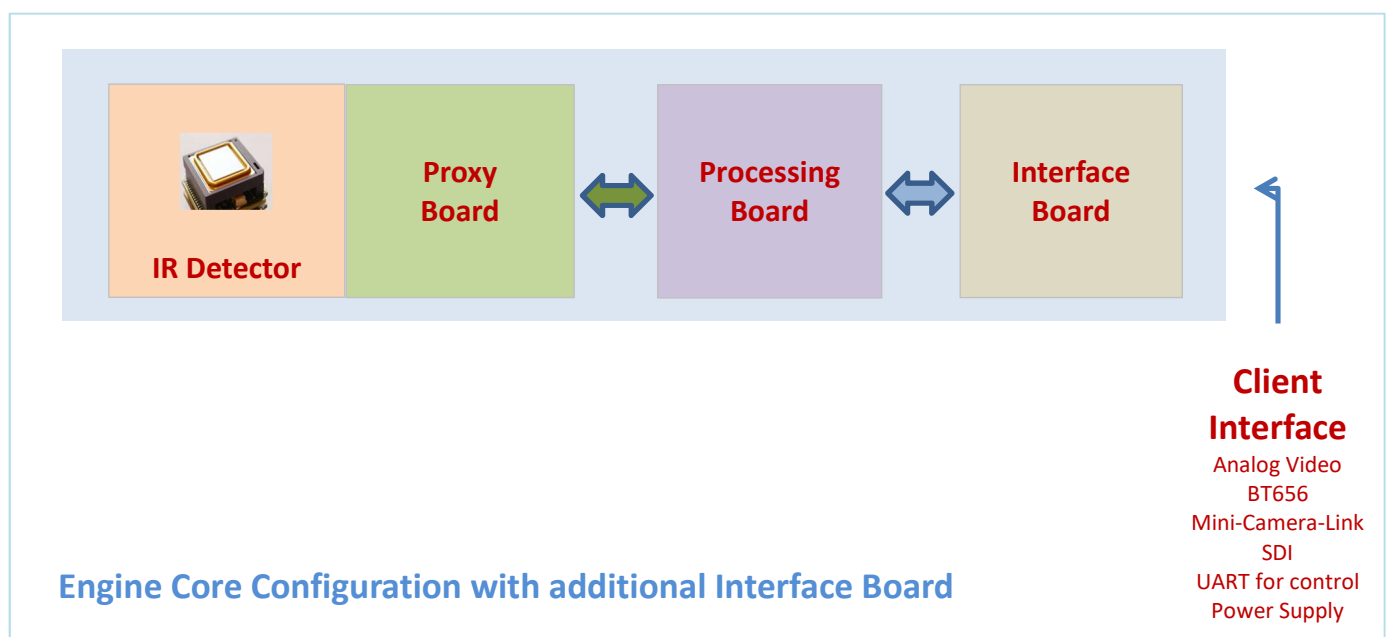 IR Detector
Proxy
Board
Processing
Board
Interface
Board
Client
Interface
Analog Video
BT656
Mini-Camera-Link
SDI
UART for control
Power Supply
Engine Core Configuration with additional Interface Board